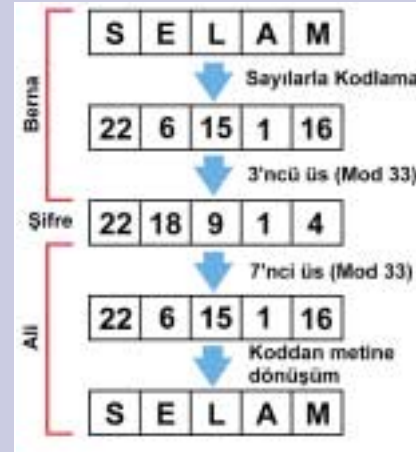 S E L A M
Sayılarla Kodlama
22 6 15 1 16
3'ncü üs (Mod 33)
Berna
Şifre 22 18 9 1 4
7'nci üs (Mod 33)
22 6 15 1 16
Koddan metine
dönüşüm
Ali
S E L A M